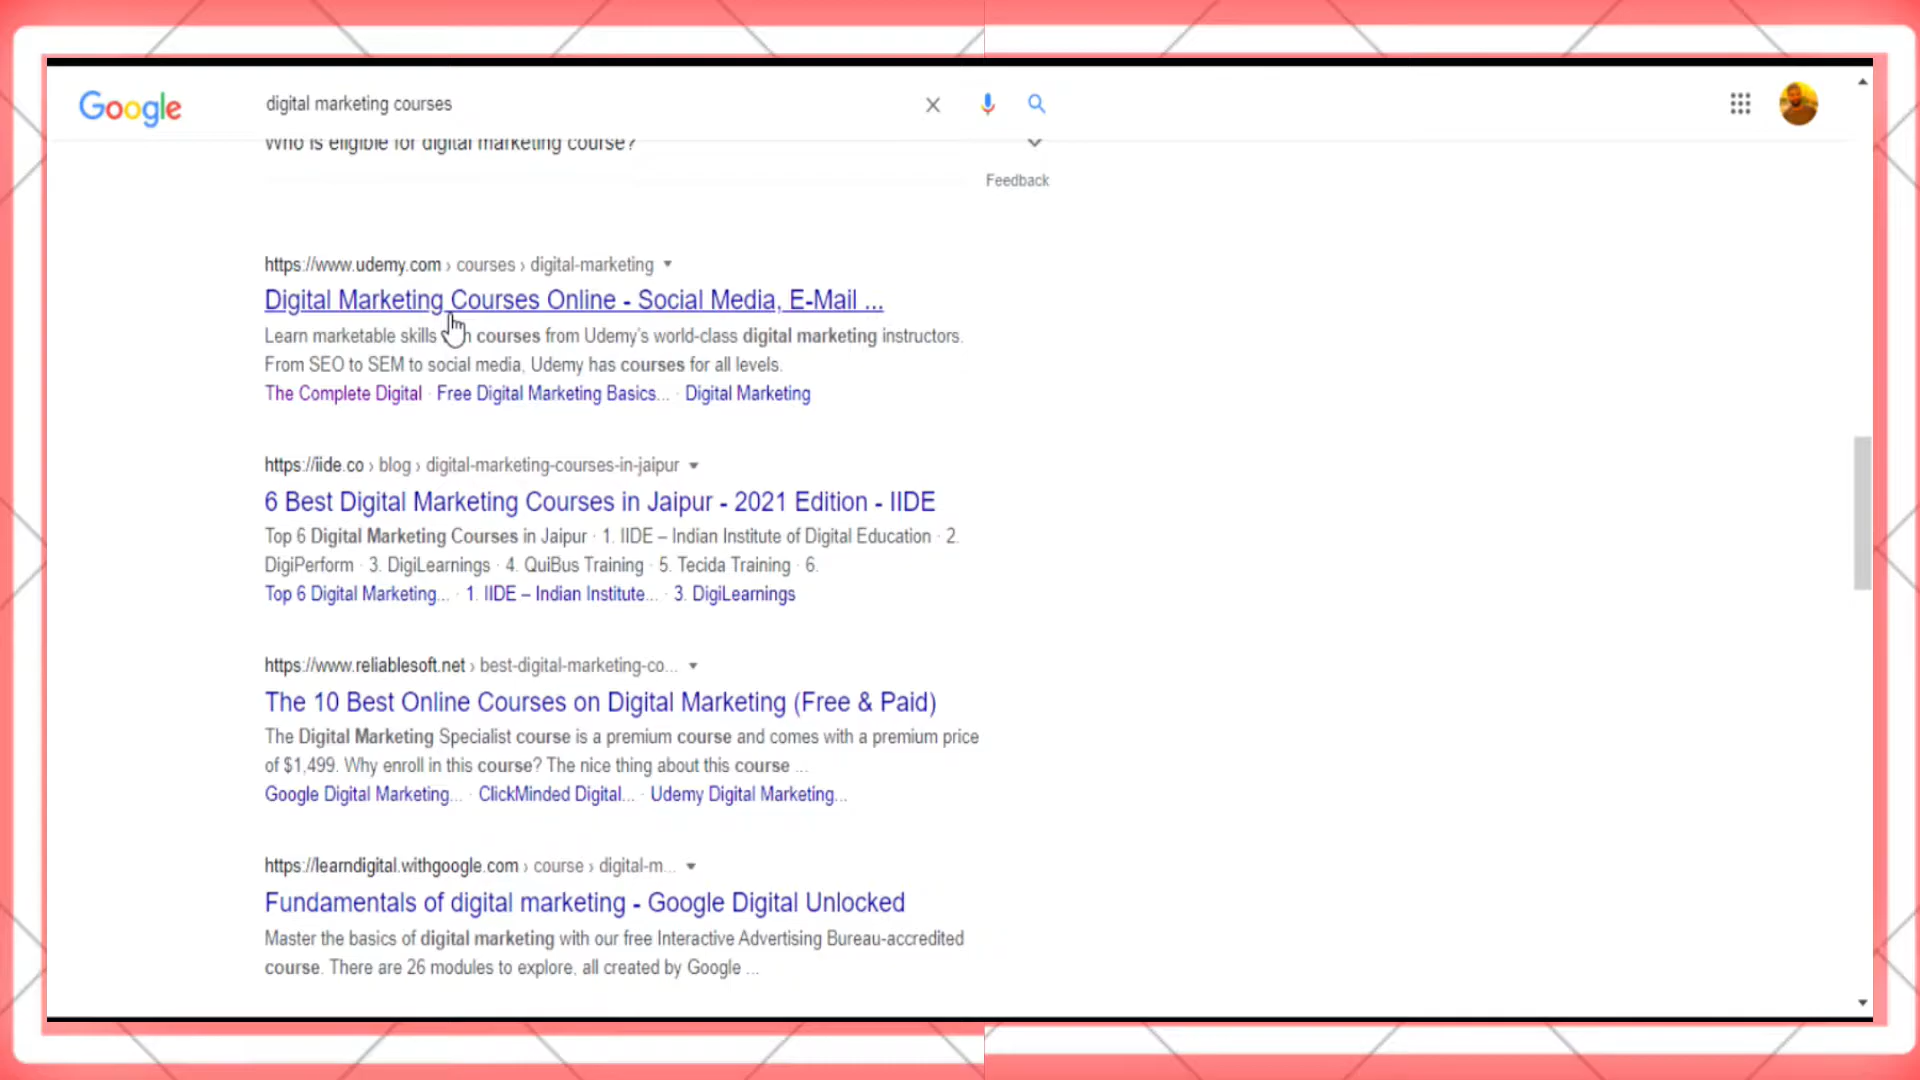 Google
digital marketing courses
Who is eligible for digital marketing course?
Feedback
https://www.udemy.com › courses › digital-marketing
Digital Marketing Courses Online - Social Media, E-Mail ...
Learn marketable skills courses from Udemy's world-class digital marketing instructors.
From SEO to SEM to social media, Udemy has courses for all levels.
The Complete Digital · Free Digital Marketing Basics... · Digital Marketing
https://iide.co › blog › digital-marketing-courses-in-jaipur
6 Best Digital Marketing Courses in Jaipur - 2021 Edition - IIDE
Top 6 Digital Marketing Courses in Jaipur · 1. IIDE – Indian Institute of Digital Education · 2.
DigiPerform · 3. DigiLearnings · 4. QuiBus Training · 5. Tecida Training · 6.
Top 6 Digital Marketing... · 1. IIDE – Indian Institute... · 3. DigiLearnings
https://www.reliablesoft.net › best-digital-marketing-co...
The 10 Best Online Courses on Digital Marketing (Free & Paid)
The Digital Marketing Specialist course is a premium course and comes with a premium price
of $1,499. Why enroll in this course? The nice thing about this course ...
Google Digital Marketing... · ClickMinded Digital... · Udemy Digital Marketing...
https://learndigital.withgoogle.com › course › digital-m...
Fundamentals of digital marketing - Google Digital Unlocked
Master the basics of digital marketing with our free Interactive Advertising Bureau-accredited
course. There are 26 modules to explore, all created by Google ...